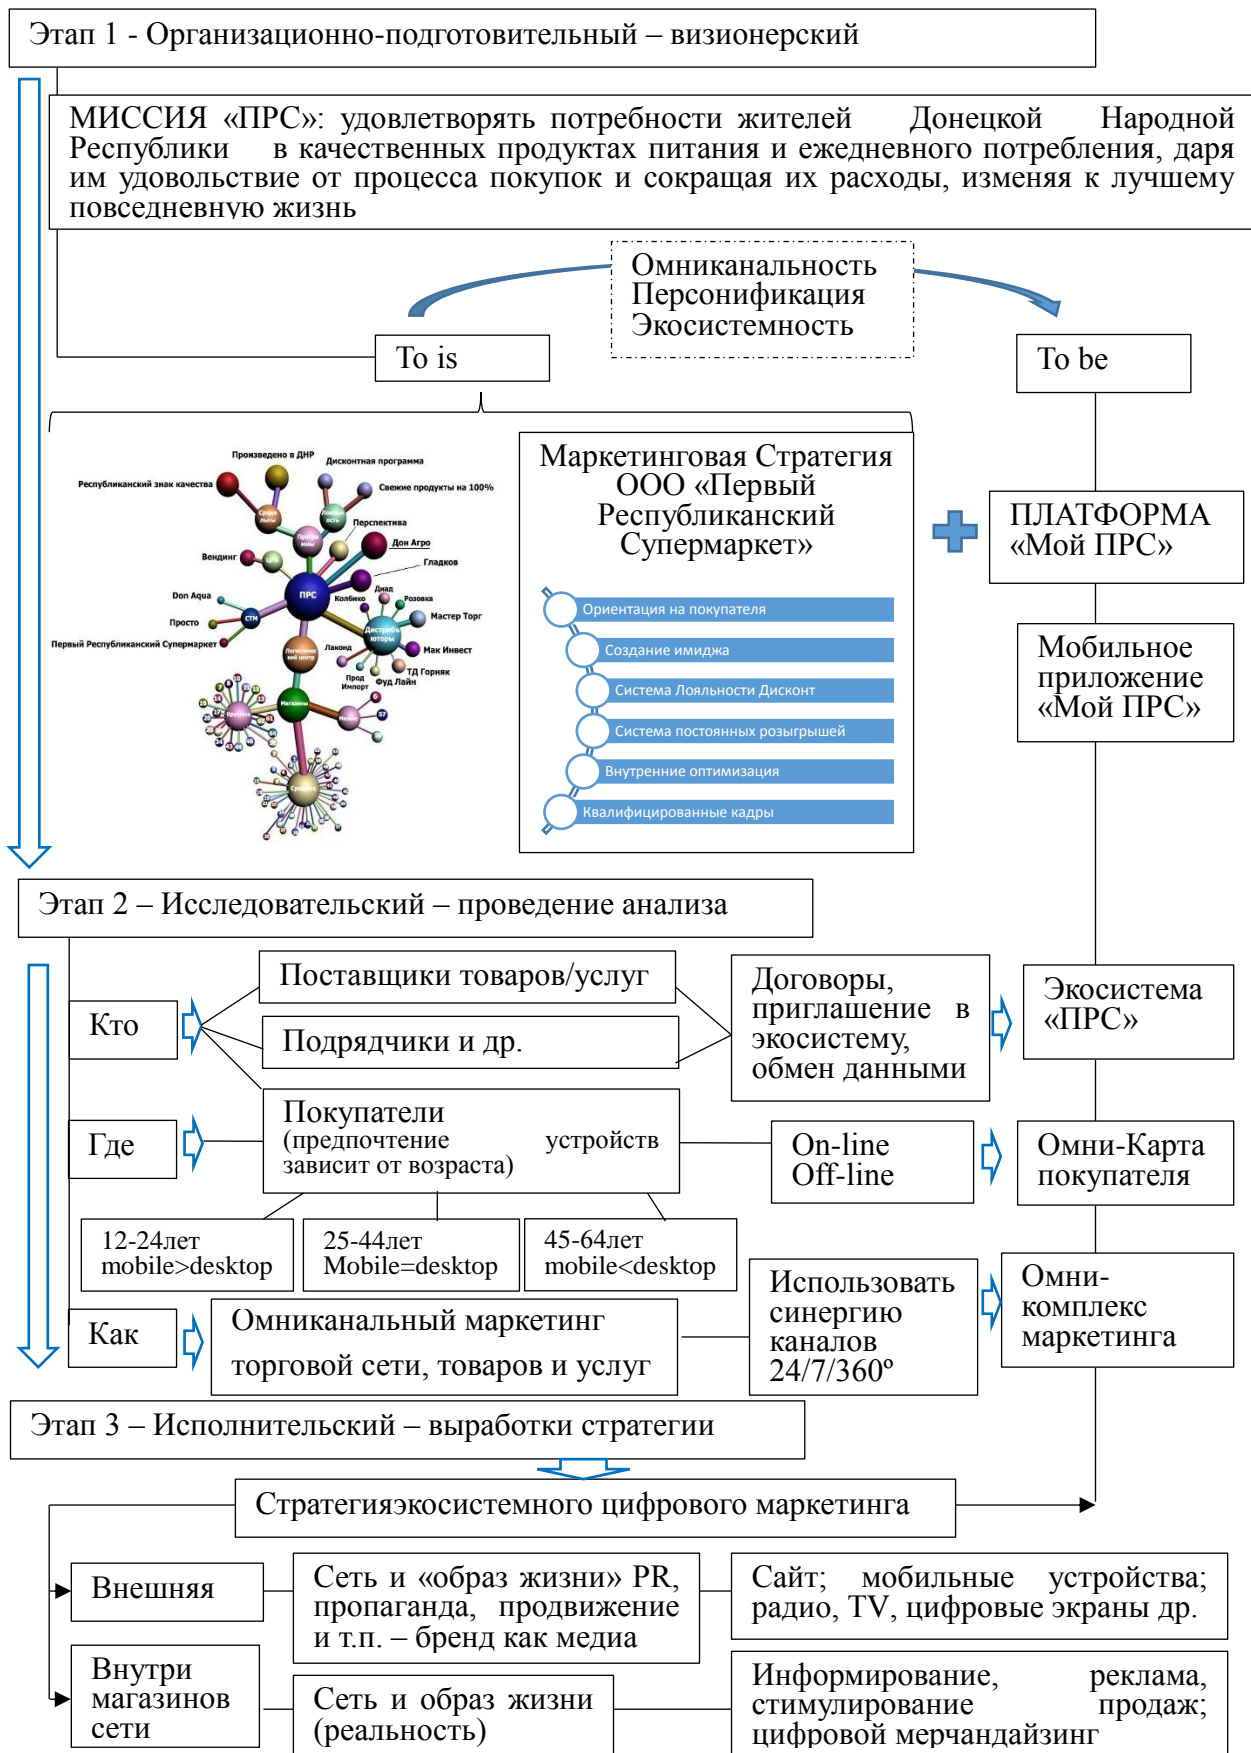 Этап 1 - Организационно-подготовительный – визионерский
МИССИЯ «ПРС»: удовлетворять потребности жителей Донецкой Народной
Республики в качественных продуктах питания и ежедневного потребления, даря
им удовольствие от процесса покупок и сокращая их расходы, изменяя к лучшему
повседневную жизнь
Омниканальность
Персонификация
Экосистемность
To is
To be
Произведено в ДНР
Дисконтная программа
Республиканский знак качества
Свежие продукты на 100%
Перспектива
Дон Агро
Вендинг
Гладков
ПРС
Диад
Колбико
Розовка
Don Aqua
СТМ
Просто
Мастер Торг
Дистрибь
юторы
Первый Республиканский Супермаркет
Лаконд
Мак Инвест
Логистичес
кий центр
ТД Горняк
Фуд Лайн
Прод
Импорт
Магазины
Маркетинговая Стратегия
ООО «Первый
Республиканский
Супермаркет»
Ориентация на покупателя
Создание имиджа
Система Лояльности Дисконт
Система постоянных розыгрышей
Внутренние оптимизация
Квалифицированные кадры
ПЛАТФОРМА
«Мой ПРС»
Мобильное
приложение
«Мой ПРС»
Этап 2 – Исследовательский – проведение анализа
Кто
Поставщики товаров/услуг
Подрядчики и др.
Договоры,
приглашение в
экосистему,
обмен данными
Экосистема
«ПРС»
Где
Покупатели
(предпочтение устройств
зависит от возраста)
On-line
Off-line
Омни-Карта
покупателя
12-24лет
mobile>desktop
25-44лет
Mobile=desktop
45-64лет
mobile<desktop
Как
Омниканальный маркетинг
торговой сети, товаров и услуг
Использовать
синергию
каналов
24/7/360º
Омни-
комплекс
маркетинга
Этап 3 – Исполнительский – выработки стратегии
Стратегияэкосистемного цифрового маркетинга
Внешняя
Сеть и «образ жизни» PR,
пропаганда, продвижение
и т.п. – бренд как медиа
Сайт; мобильные устройства;
радио, TV, цифровые экраны др.
Внутри
магазинов
сети
Сеть и образ жизни
(реальность)
Информирование, реклама,
стимулирование продаж;
цифровой мерчандайзинг